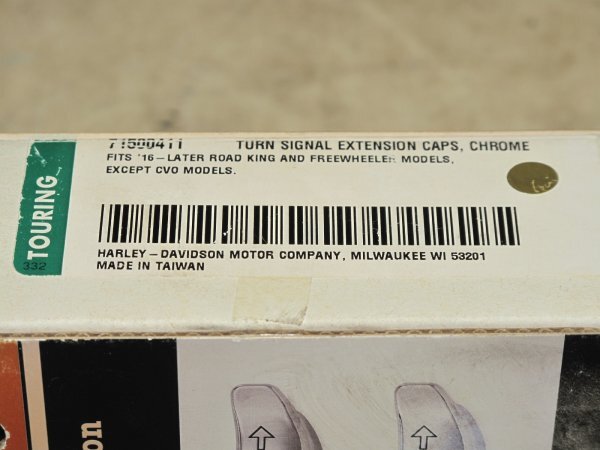 71500411 TURN SIGNAL EXTENSION CAPS, CHROME
FITS '16-LATER ROAD KING AND FREEWHEELER MODELS,
EXCEPT CVO MODELS.
TOURING
332
HARLEY-DAVIDSON MOTOR COMPANY, MILWAUKEE WI 53201
MADE IN TAIWAN
on